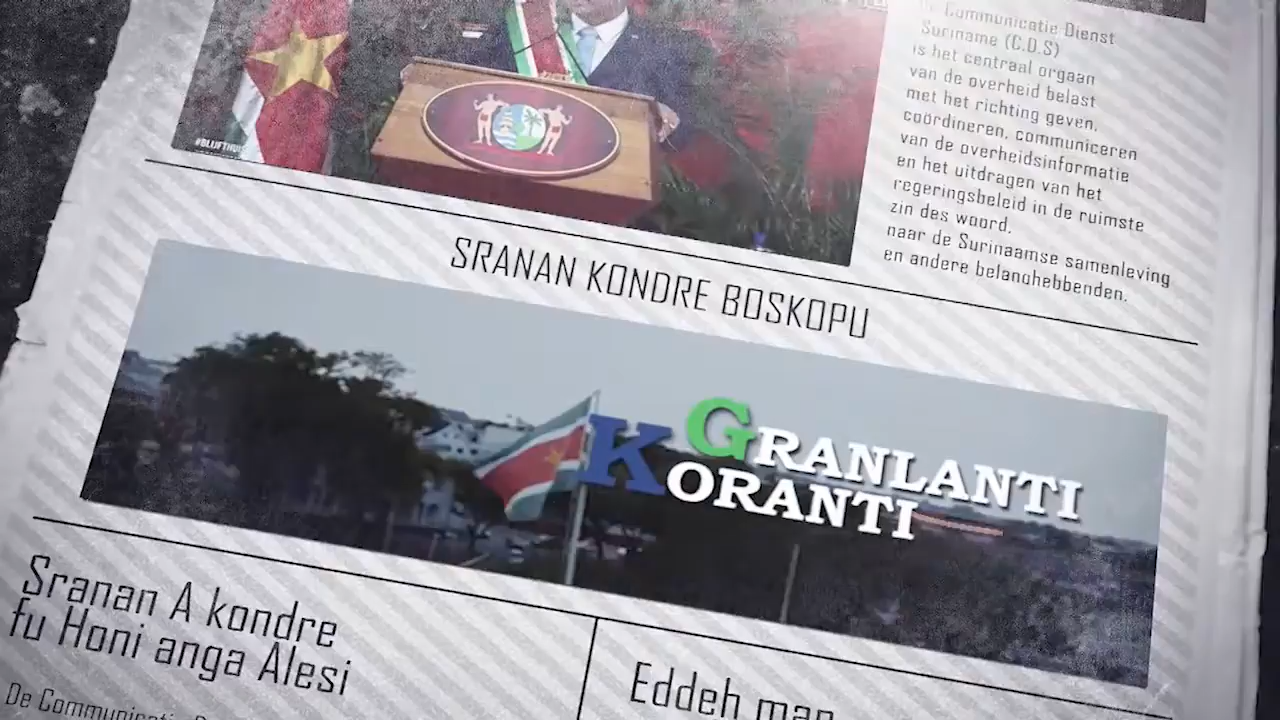 De Communicatie Dienst
Suriname (C.D.S)
is het centraal orgaan
van de overheid belast
met het richting geven,
coördineren, communiceren
van de overheidsinformatie
en het uitdragen van het
regeringsbeleid in de ruimste
zin des woord.
naar de Surinaamse samenleving
en andere belanghebbenden.
SRANAN KONDRE BOSKOPU
GRANLANTI
KORANTI
Sranan A kondre
fu Honi anga Alesi
De
Eddeh man